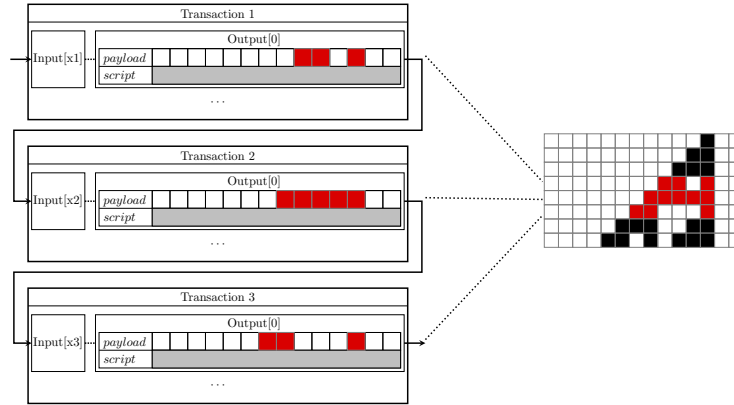 Transaction 1
Output[0]
Input[x1]
payload
script
...
Transaction 2
Output[0]
Input[x2]
payload
script
...
Transaction 3
Output[0]
Input[x3]
payload
script
...